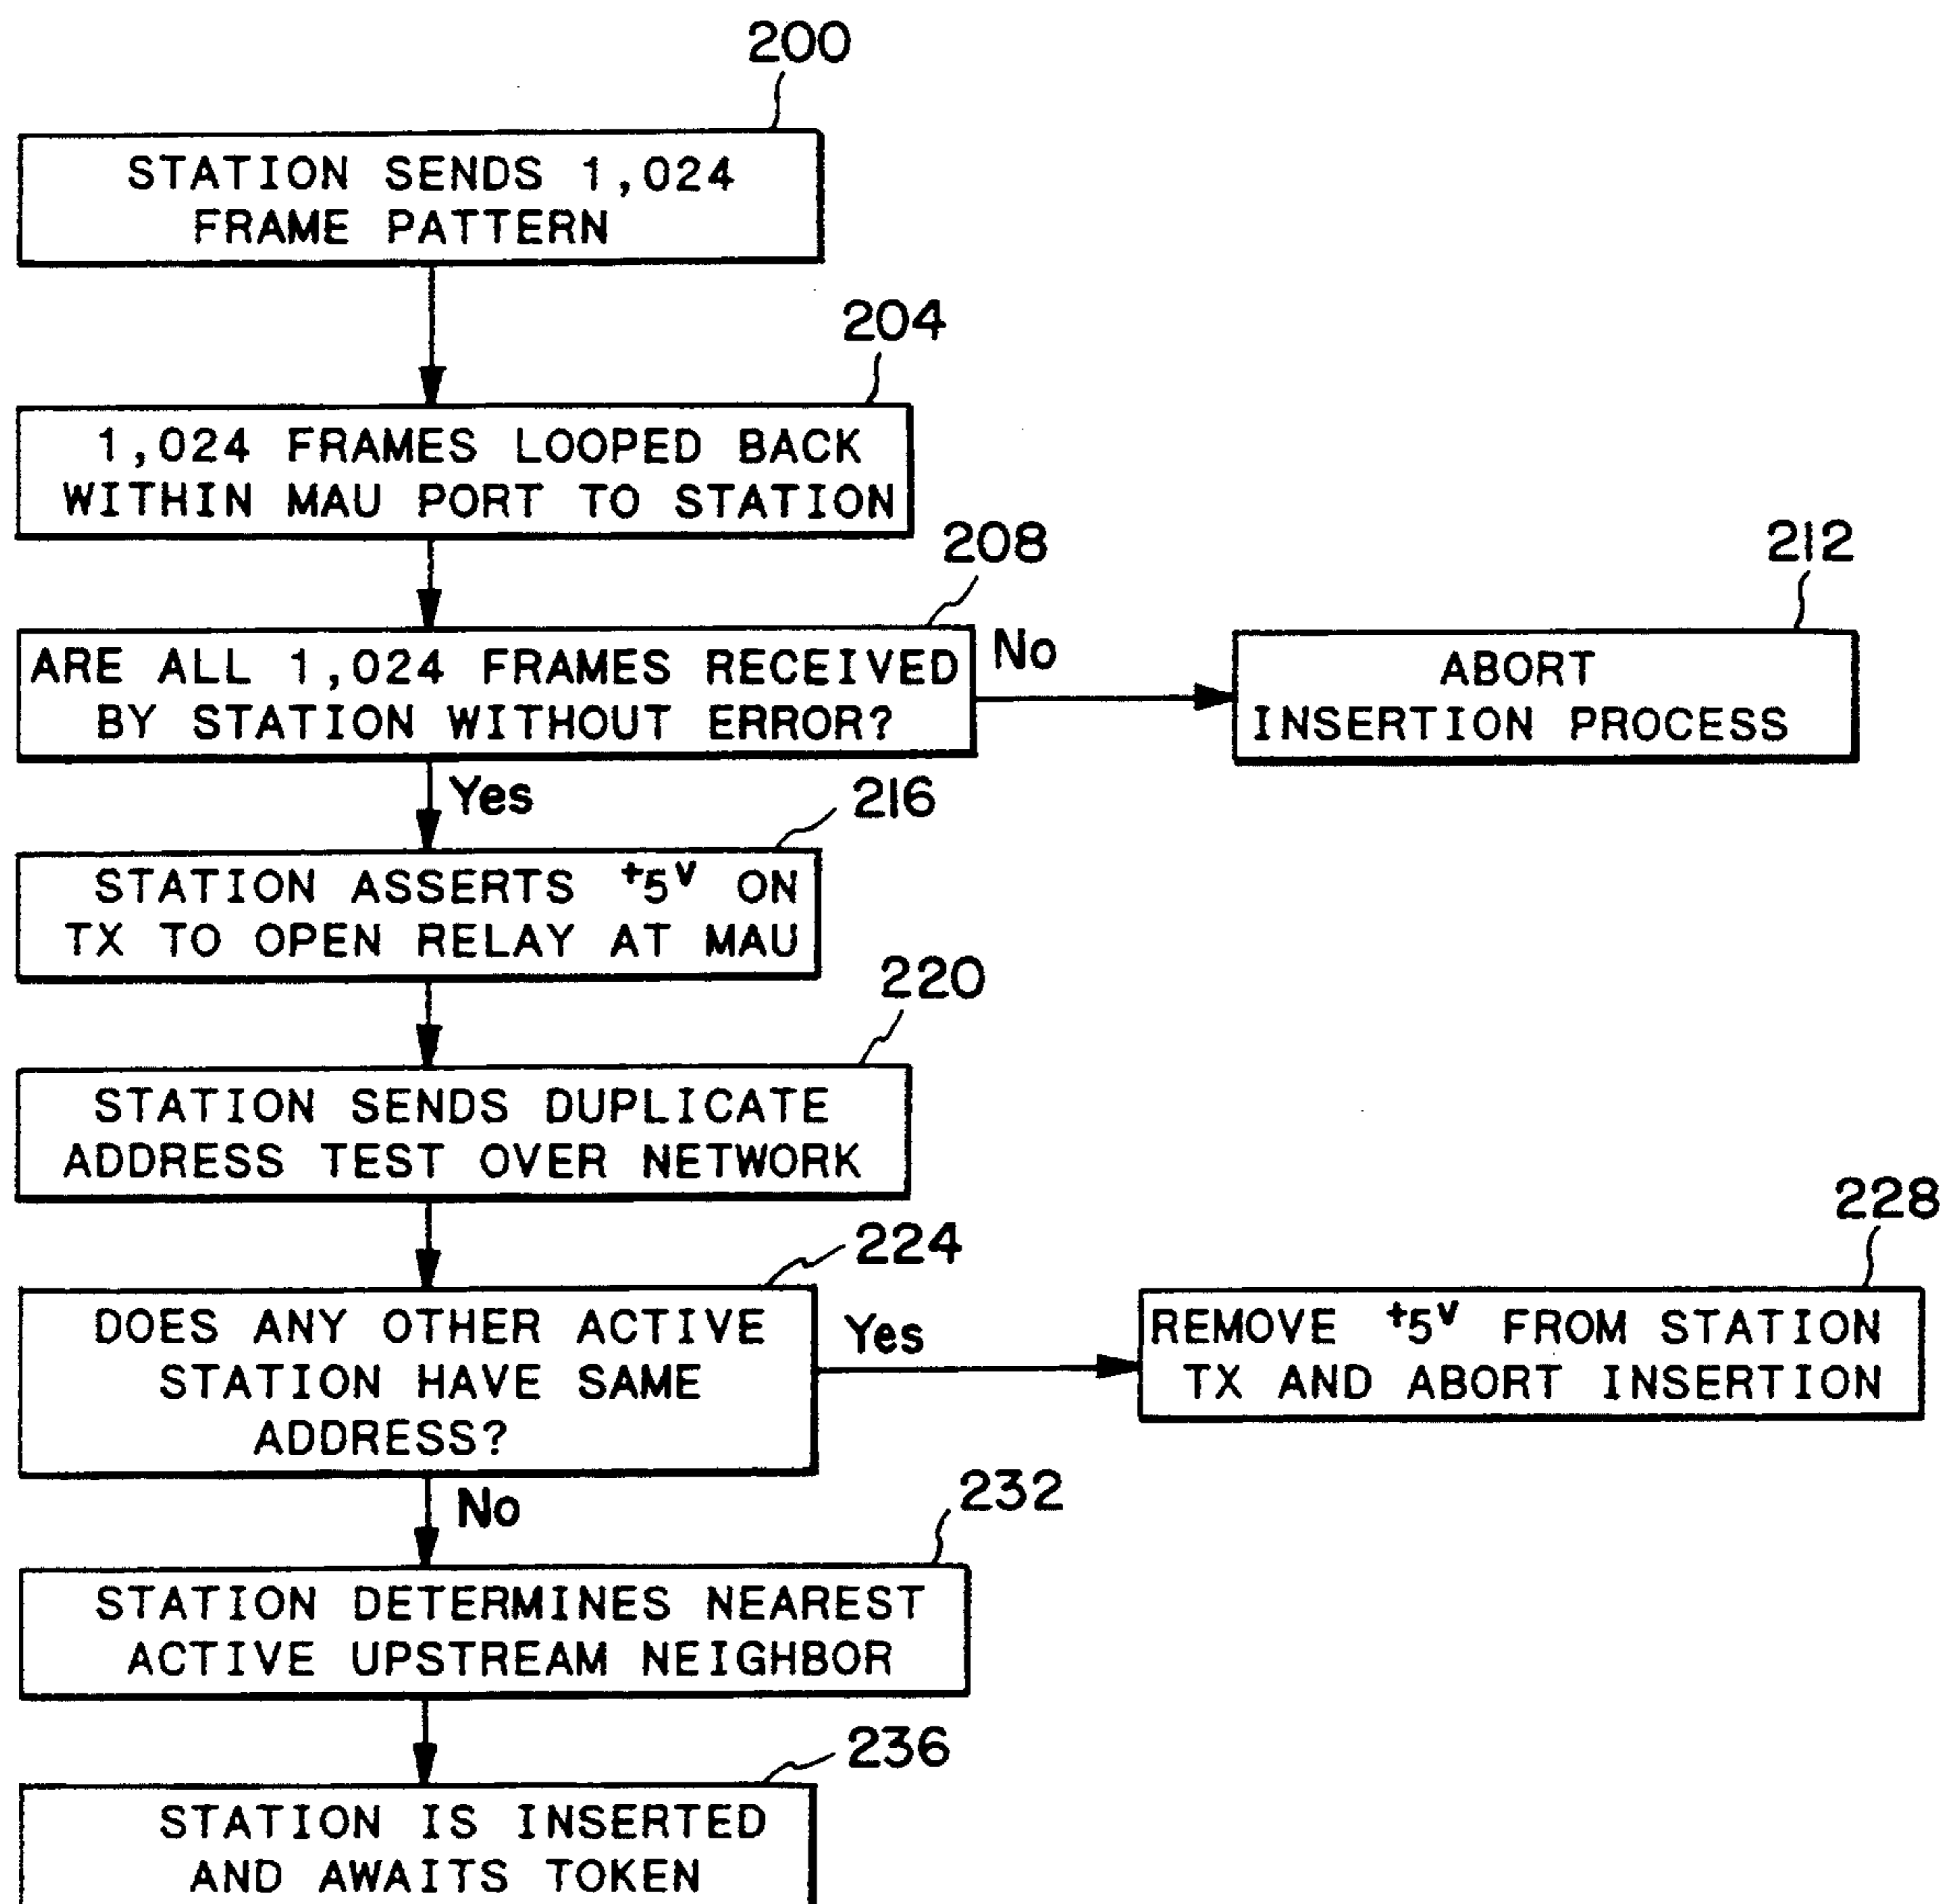 200
STATION SENDS 1,024
FRAME PATTERN
204
1,024 FRAMES LOOPED BACK
WITHIN MAU PORT TO STATION
208
ARE ALL 1,024 FRAMES RECEIVED
BY STATION WITHOUT ERROR?
No
212
ABORT
INSERTION PROCESS
Yes
216
STATION ASSERTS +5v ON
TX TO OPEN RELAY AT MAU
220
STATION SENDS DUPLICATE
ADDRESS TEST OVER NETWORK
224
DOES ANY OTHER ACTIVE
STATION HAVE SAME
ADDRESS?
Yes
228
REMOVE +5v FROM STATION
TX AND ABORT INSERTION
No
232
STATION DETERMINES NEAREST
ACTIVE UPSTREAM NEIGHBOR
236
STATION IS INSERTED
AND AWAITS TOKEN